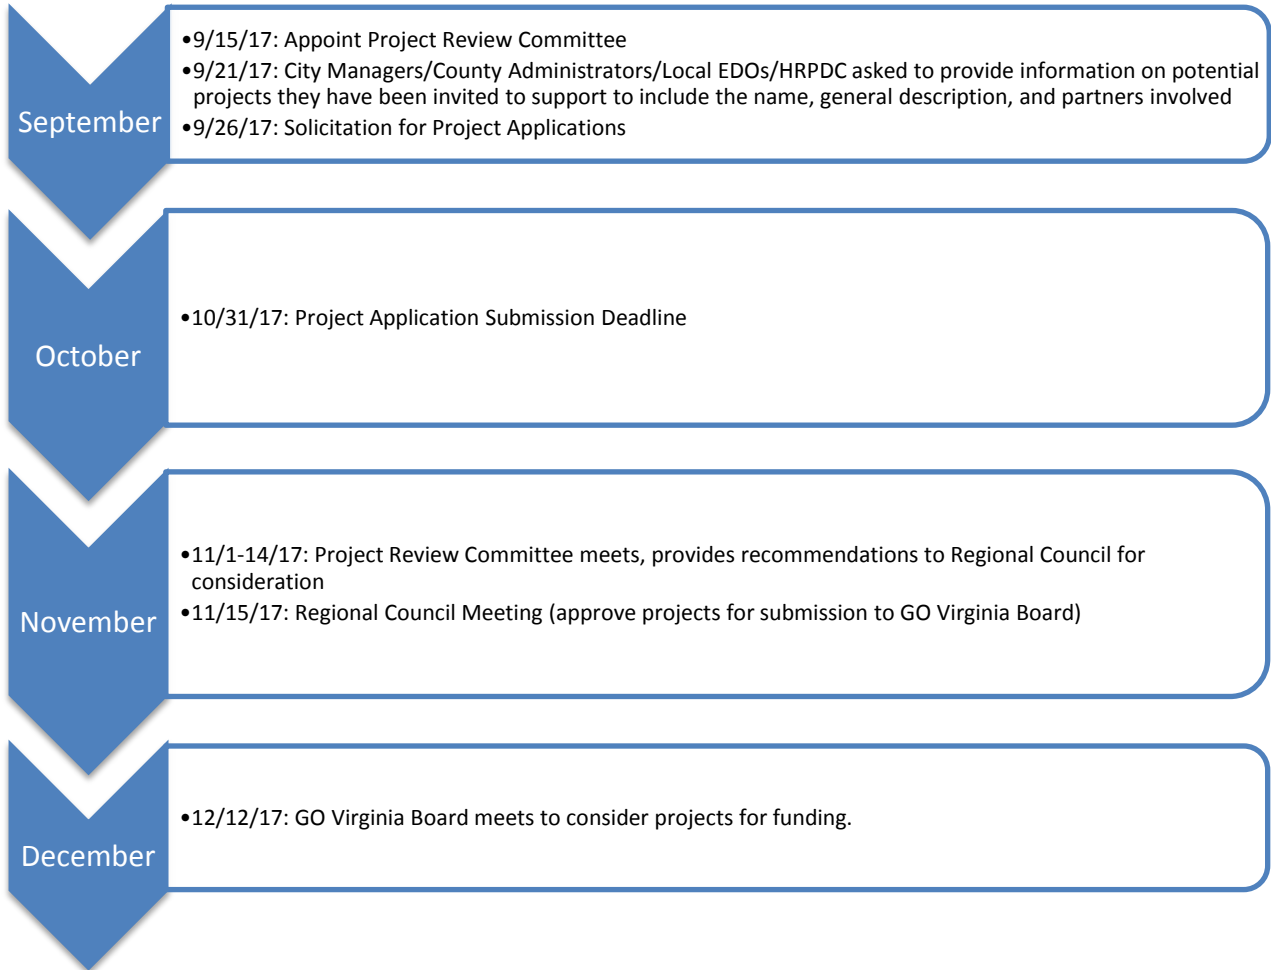 September
•9/15/17: Appoint Project Review Committee
•9/21/17: City Managers/County Administrators/Local EDOs/HRPDC asked to provide information on potential
projects they have been invited to support to include the name, general description, and partners involved
•9/26/17: Solicitation for Project Applications
October
•10/31/17: Project Application Submission Deadline
November
•11/1-14/17: Project Review Committee meets, provides recommendations to Regional Council for
consideration
•11/15/17: Regional Council Meeting (approve projects for submission to GO Virginia Board)
December
•12/12/17: GO Virginia Board meets to consider projects for funding.